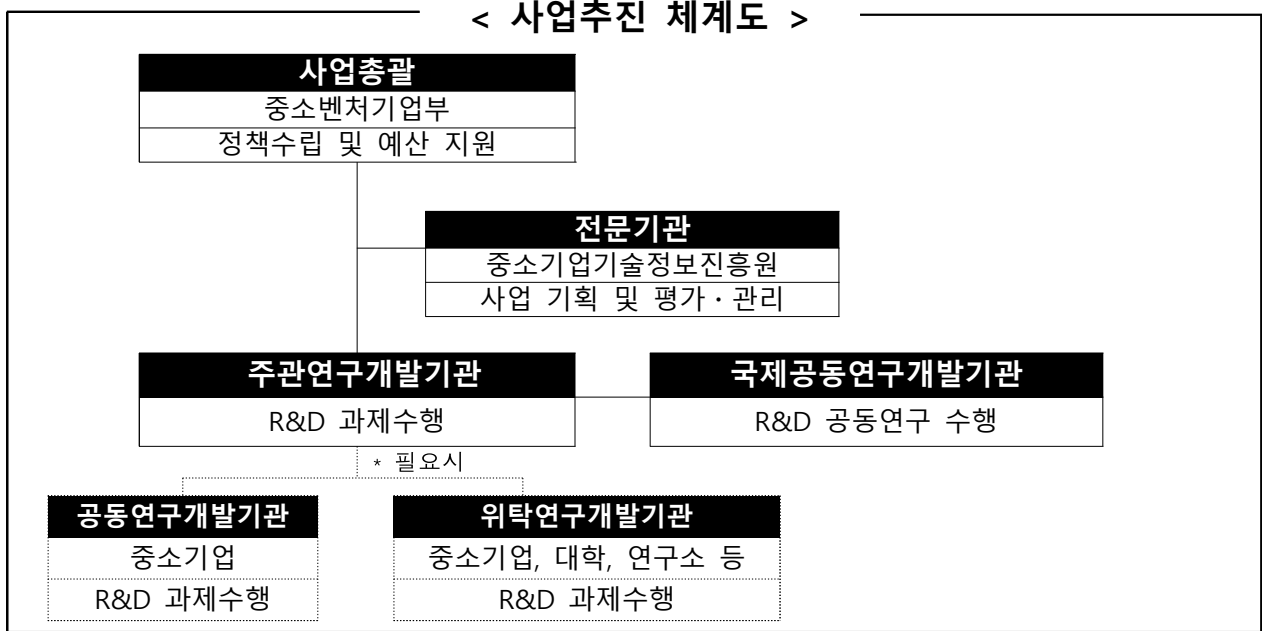 < 사업추진 체계도 >
사업총괄
중소벤처기업부
정책수립 및 예산 지원
전문기관
중소기업기술정보진흥원
사업 기획 및 평가·관리
주관연구개발기관
R&D 과제수행
국제공동연구개발기관
R&D 공동연구 수행
* 필요시
공동연구개발기관
중소기업
R&D 과제수행
위탁연구개발기관
중소기업, 대학, 연구소 등
R&D 과제수행